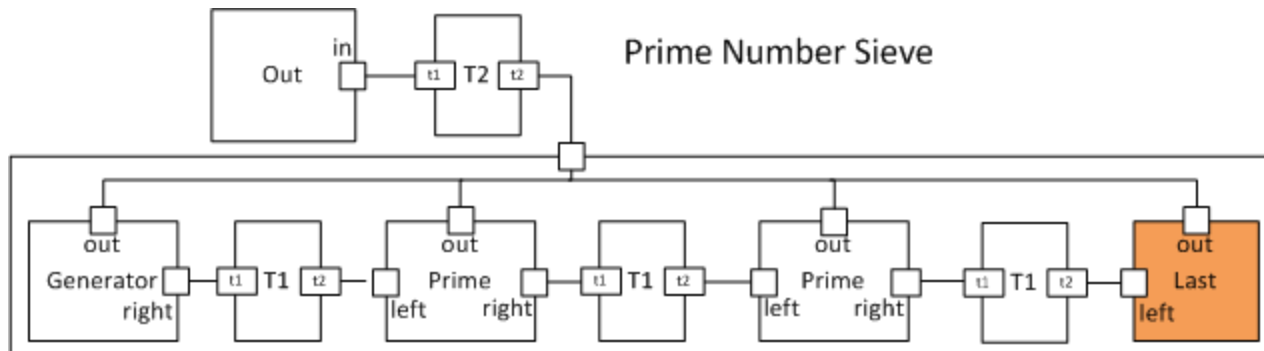 Prime Number Sieve
in
Out
t1 T2 t2
out out out out
Generator t1 T1 t2 Prime t1 T1 t2 Prime t1 T1 t2 Last
right left right left right left